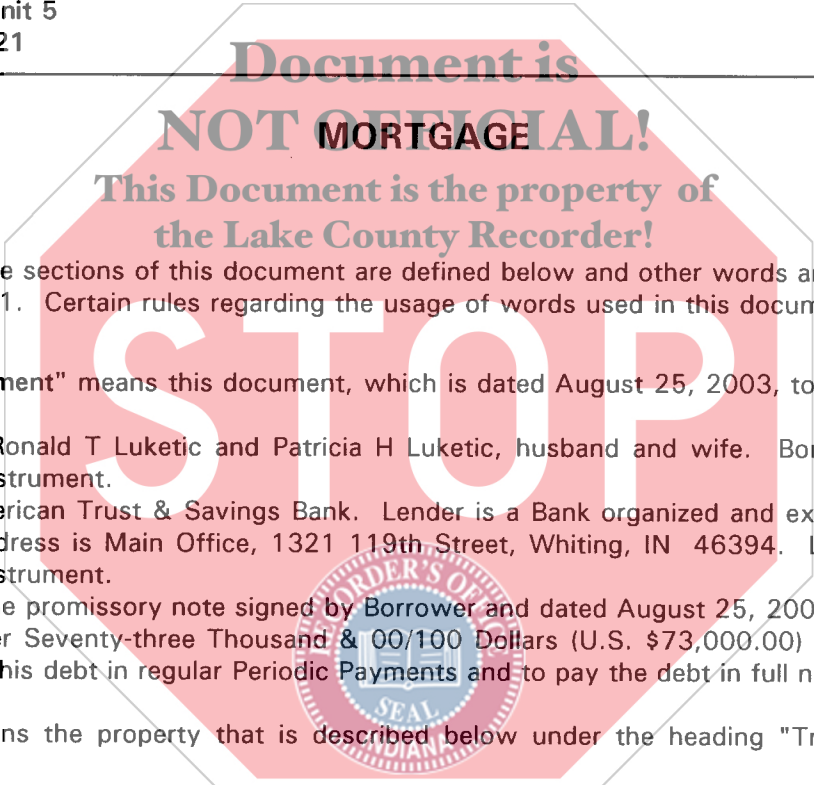 nit 5
21
Document is
NOT OFFICIAL!
MORTGAGE
This Document is the property of
the Lake County Recorder!
e sections of this document are defined below and other words a
1. Certain rules regarding the usage of words used in this docum
ment" means this document, which is dated August 25, 2003, to
Ronald T Luketic and Patricia H Luketic, husband and wife. Bor
strument.
erican Trust & Savings Bank. Lender is a Bank organized and ex
dress is Main Office, 1321 119th Street, Whiting, IN 46394. L
strument.
e promissory note signed by Borrower and dated August 25, 200
er Seventy-three Thousand & 00/100 Dollars (U.S. $73,000.00)
his debt in regular Periodic Payments and to pay the debt in full n
ns the property that is described below under the heading "Tr
STOP
RECORDER'S OFFICE
SEAL
INDIANA